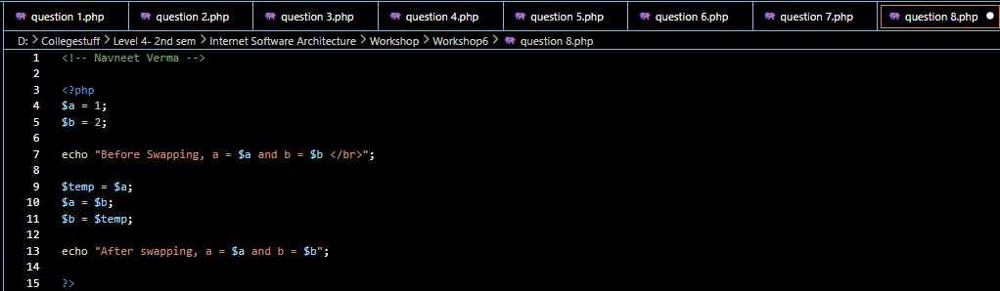 question 1.php question 2.php question 3.php question 4.php question 5.php question 6.php question 7.php question 8.php
D: > Collegestuff > Level 4- 2nd sem > Internet Software Architecture > Workshop > Workshop6 > question 8.php
1 <!-- Navneet Verma -->
2
3 <?php
4 $a = 1;
5 $b = 2;
6
7 echo "Before Swapping, a = $a and b = $b </br>";
8
9 $temp = $a;
10 $a = $b;
11 $b = $temp;
12
13 echo "After swapping, a = $a and b = $b";
14
15 ?>